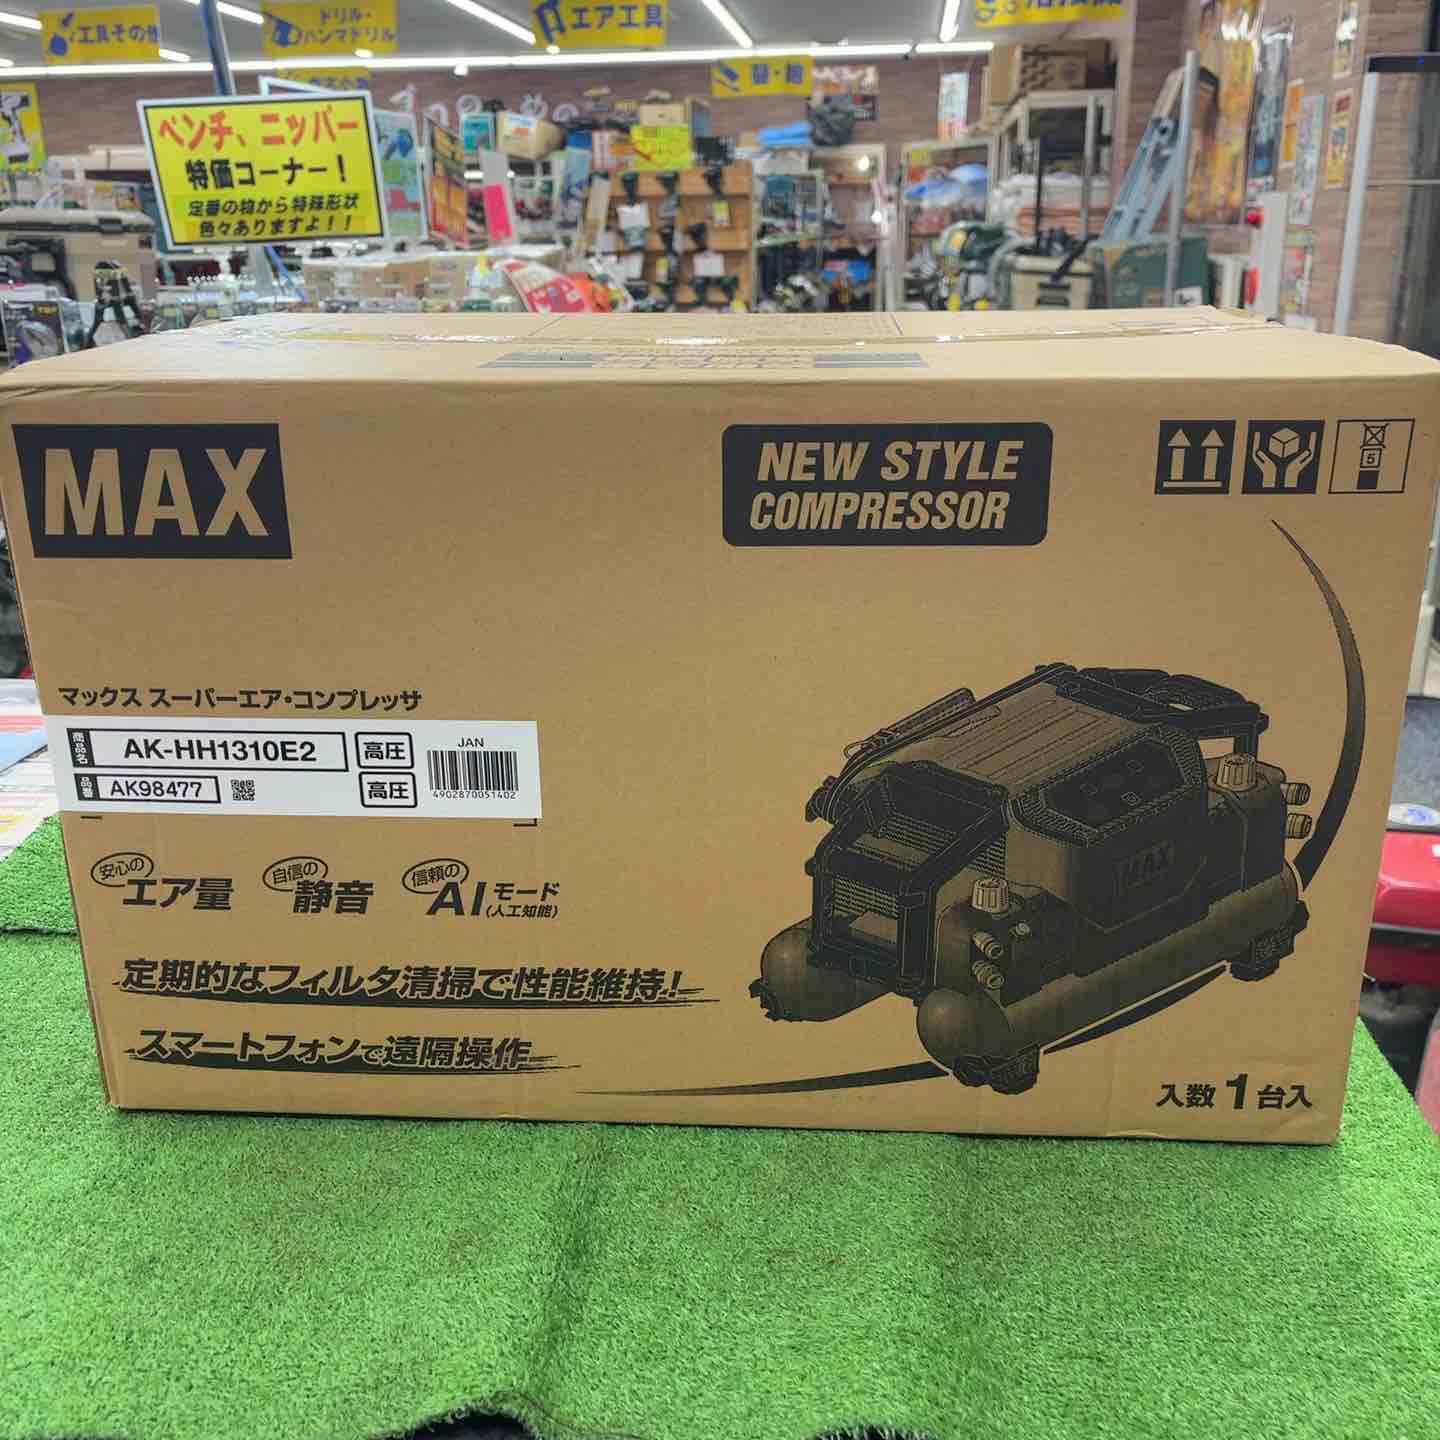 工具その他
ドリル・
ハンマドリル
エア工具
ベンチ、ニッパー
特価コーナー！
定番の物から特殊形状
色々ありますよ！！
MAX
NEW STYLE
COMPRESSOR
5
マックス スーパーエア・コンプレッサ
商品名 AK-HH1310E2 高圧
品番 AK98477 高圧
JAN
4902870051402
安心の エア量
自信の 静音
信頼の AIモード
(人工知能)
定期的なフィルタ清掃で性能維持！
スマートフォンで遠隔操作
MAX
入数 1 台入